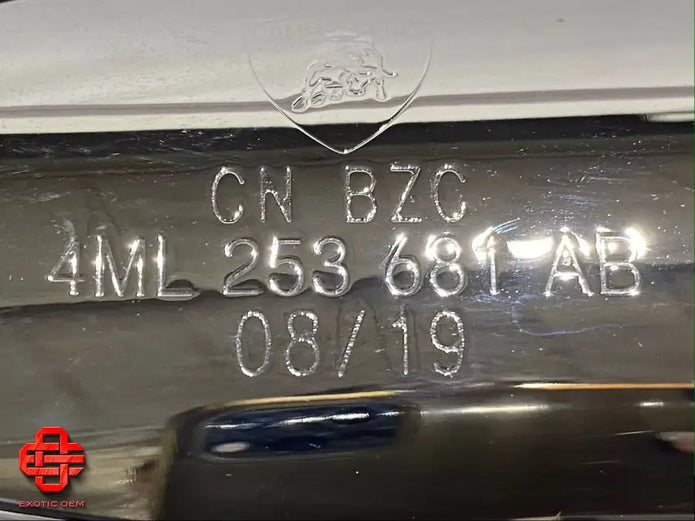 CN BZC
4ML 253 681 AB
08/19
EXOTIC OEM